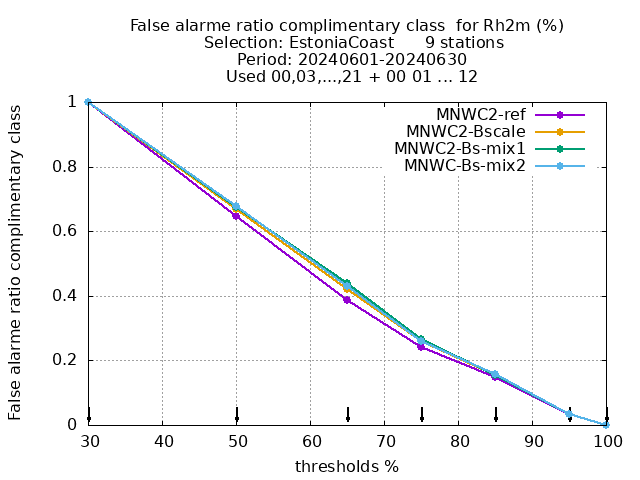 False alarme ratio complimentary class  for Rh2m (%)
Selection: EstoniaCoast      9 stations
Period: 20240601-20240630
Used 00,03,...,21 + 00 01 ... 12
False alarme ratio complimentary class
1
0.8
0.6
0.4
0.2
0
MNWC2-ref
MNWC2-Bscale
MNWC2-Bs-mix1
MNWC-Bs-mix2
30 40 50 60 70 80 90 100
thresholds %